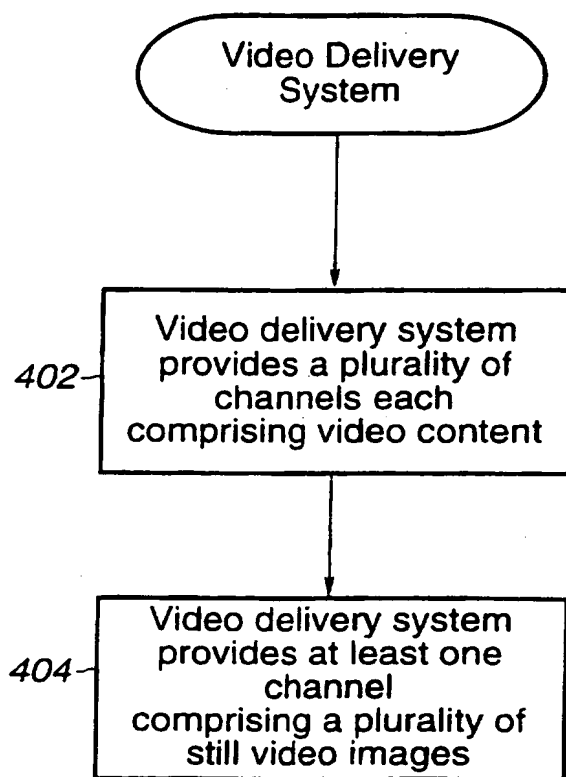 Video Delivery
System
402
Video delivery system
provides a plurality of
channels each
comprising video content
404
Video delivery system
provides at least one
channel
comprising a plurality of
still video images